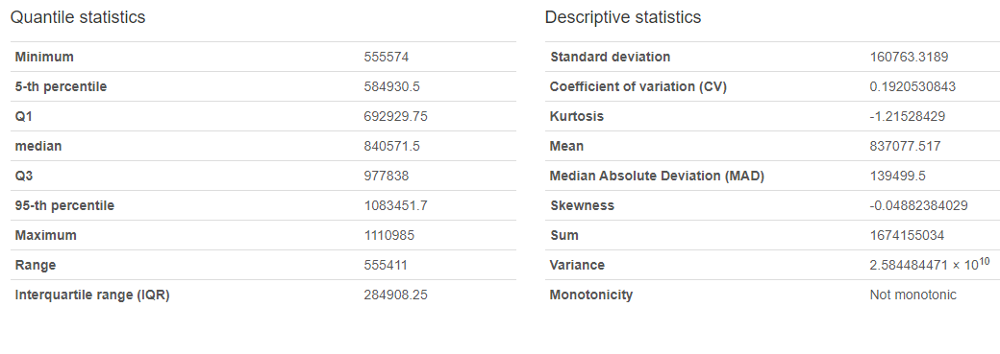 Quantile statistics
Minimum 555574
5-th percentile 584930.5
Q1 692929.75
median 840571.5
Q3 977838
95-th percentile 1083451.7
Maximum 1110985
Range 555411
Interquartile range (IQR) 284908.25
Descriptive statistics
Standard deviation 160763.3189
Coefficient of variation (CV) 0.1920530843
Kurtosis -1.21528429
Mean 837077.517
Median Absolute Deviation (MAD) 139499.5
Skewness -0.04882384029
Sum 1674155034
Variance 2.584484471 × 10¹⁰
Monotonicity Not monotonic